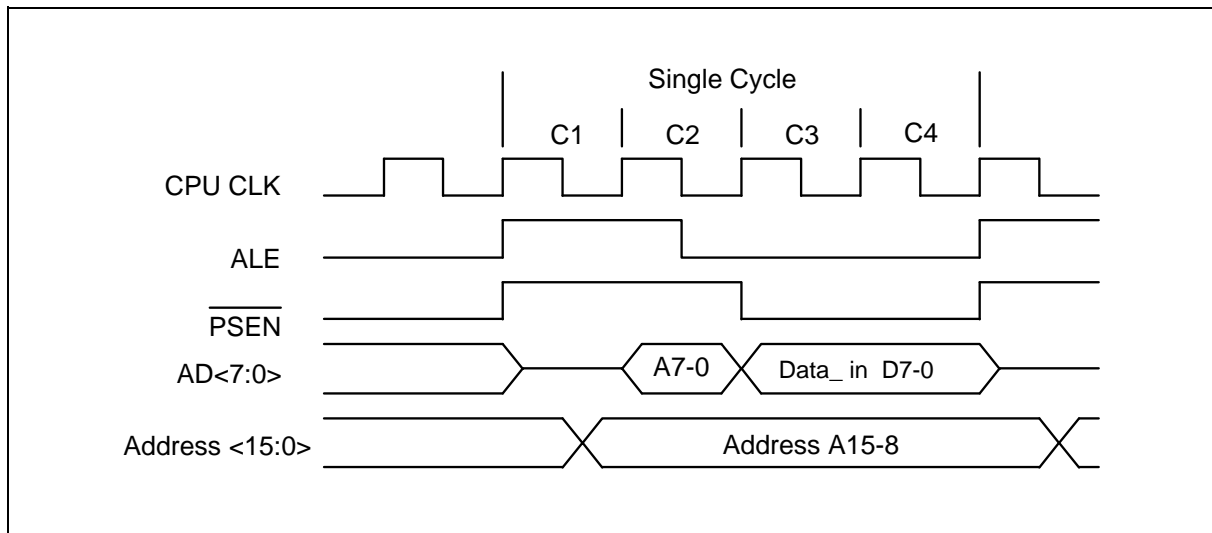 Single Cycle
C1 C2 C3 C4
CPU CLK
ALE
PSEN
AD<7:0> A7-0 Data_ in D7-0
Address <15:0> Address A15-8